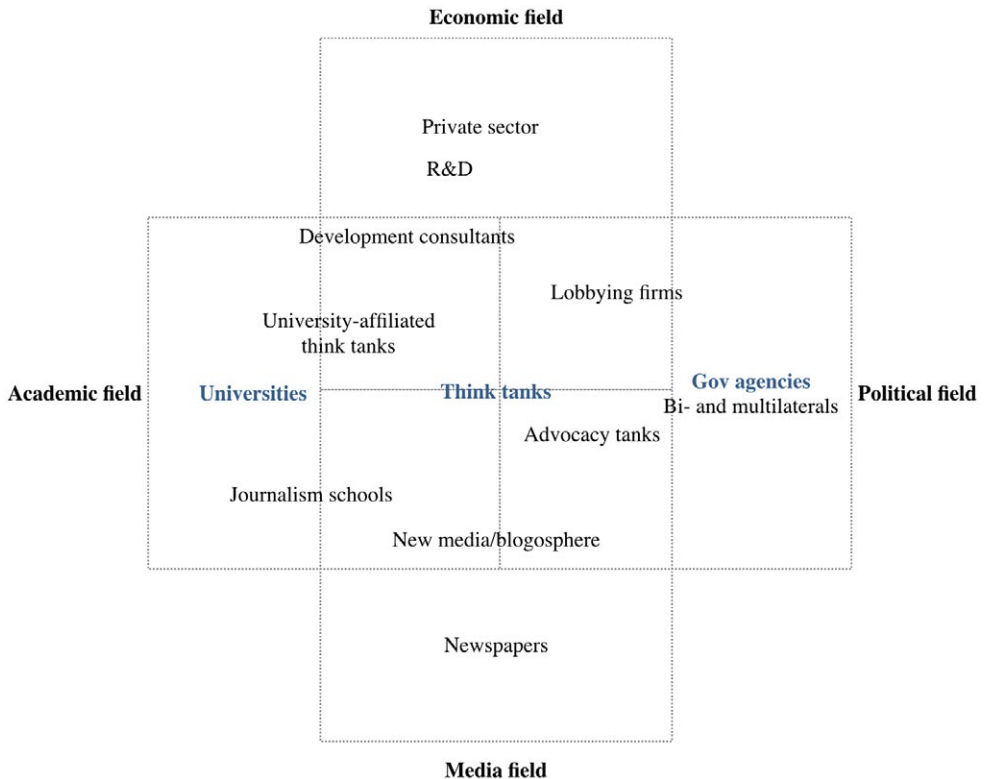 Economic field
Private sector
R&D
Development consultants
Lobbying firms
University-affiliated
think tanks
Academic field
Universities
Think tanks
Gov agencies
Bi- and multilaterals
Political field
Advocacy tanks
Journalism schools
New media/blogosphere
Newspapers
Media field